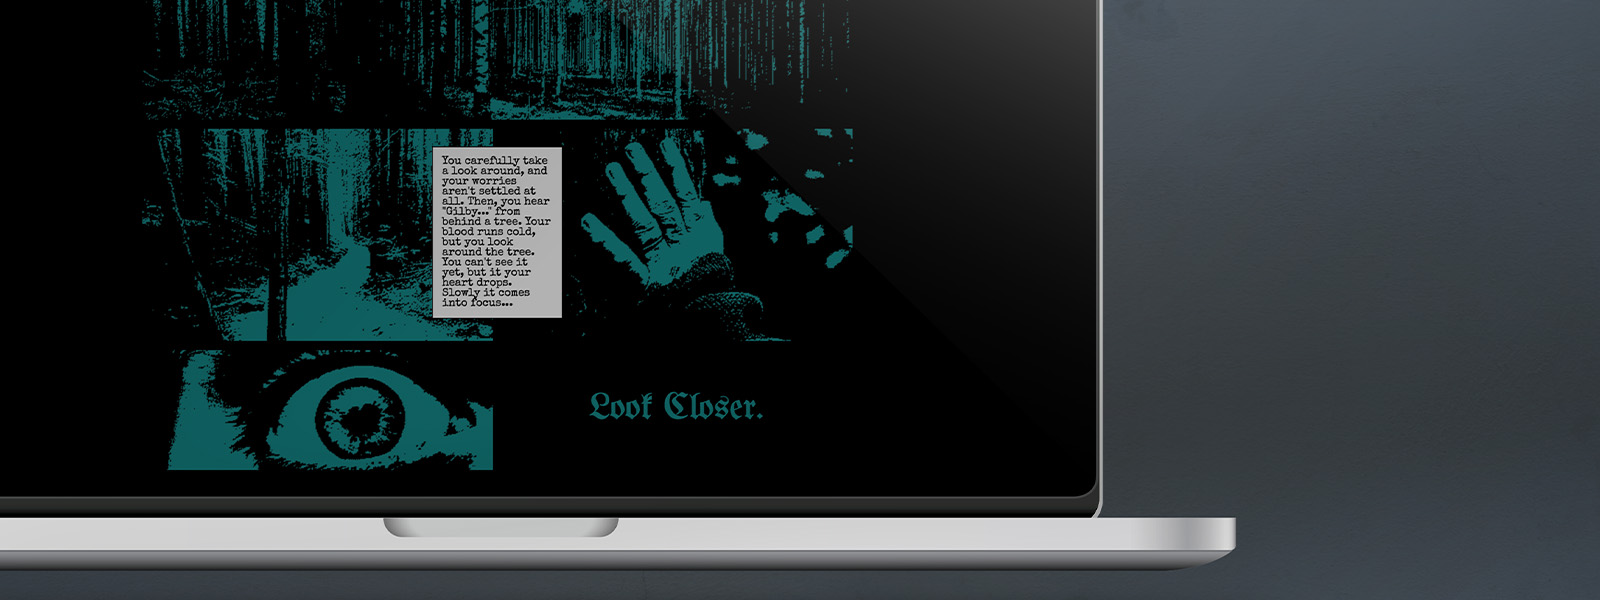 You carefully take
a look around, and
your worries
aren't settled at
all. Then, you hear
"Gilby..." from
behind a tree. Your
blood runs cold,
but you look
around the tree.
You can't see it
yet, but it your
heart drops.
Slowly it comes
into focus...
Look Closer.